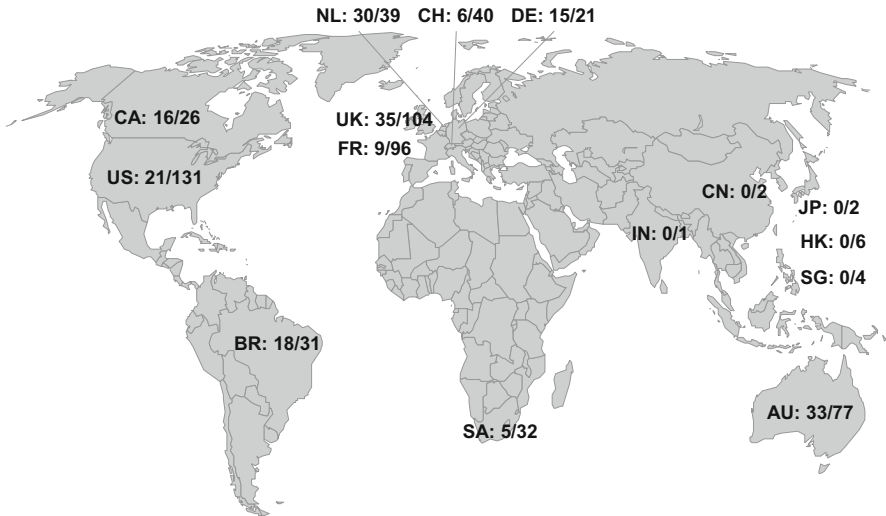 NL: 30/39 CH: 6/40 DE: 15/21
CA: 16/26
UK: 35/104
FR: 9/96
US: 21/131
CN: 0/2
JP: 0/2
IN: 0/1
HK: 0/6
SG: 0/4
BR: 18/31
AU: 33/77
SA: 5/32